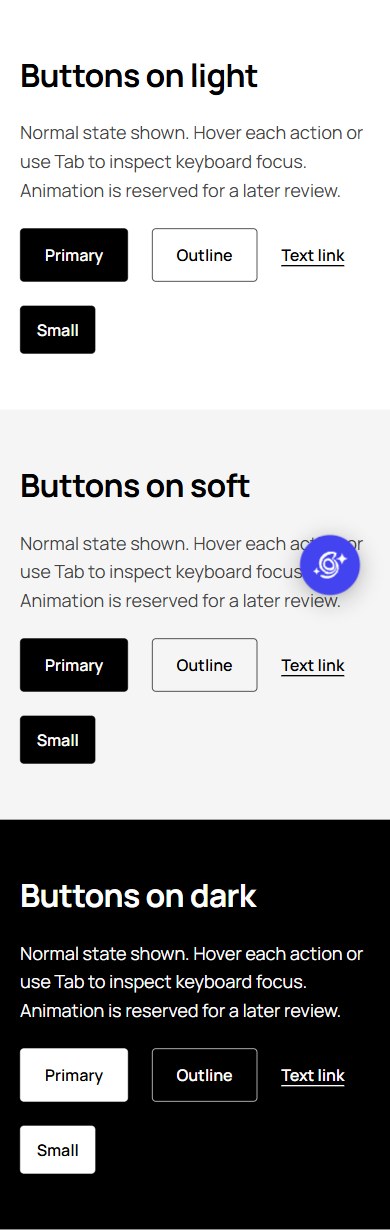 Buttons on light
Normal state shown. Hover each action or
use Tab to inspect keyboard focus.
Animation is reserved for a later review.
Primary
Outline
Text link
Small
Buttons on soft
Normal state shown. Hover each or
use Tab to inspect keyboard focus
Animation is reserved for a later review.
Primary
Outline
Text link
Small
Buttons on dark
Normal state shown. Hover each action or
use Tab to inspect keyboard focus.
Animation is reserved for a later review.
Primary
Outline
Text link
Small